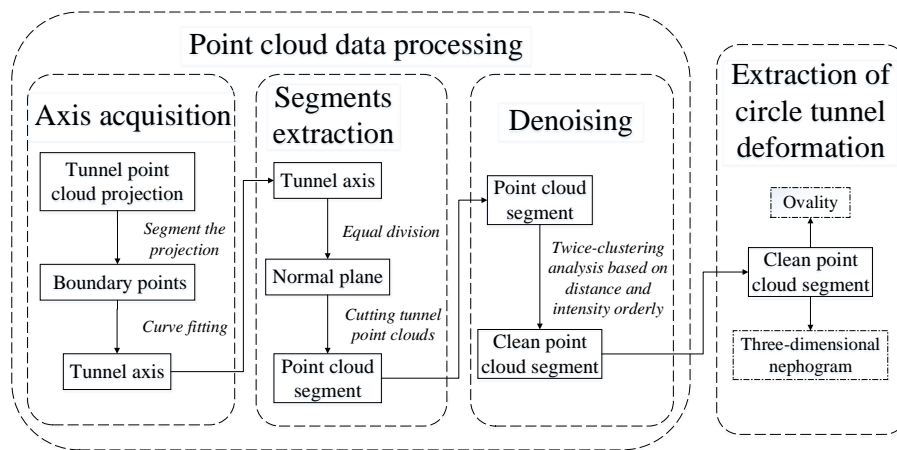 Point cloud data processing
Axis acquisition
Tunnel point
cloud projection
Segment the
projection
Boundary points
Curve fitting
Tunnel axis
Segments
extraction
Tunnel axis
Equal division
Normal plane
Cutting tunnel
point clouds
Point cloud
segment
Denoising
Point cloud
segment
Twice-clustering
analysis based on
distance and
intensity orderly
Clean point
cloud segment
Extraction of
circle tunnel
deformation
Ovality
Clean point
cloud segment
Three-dimensional
nephogram